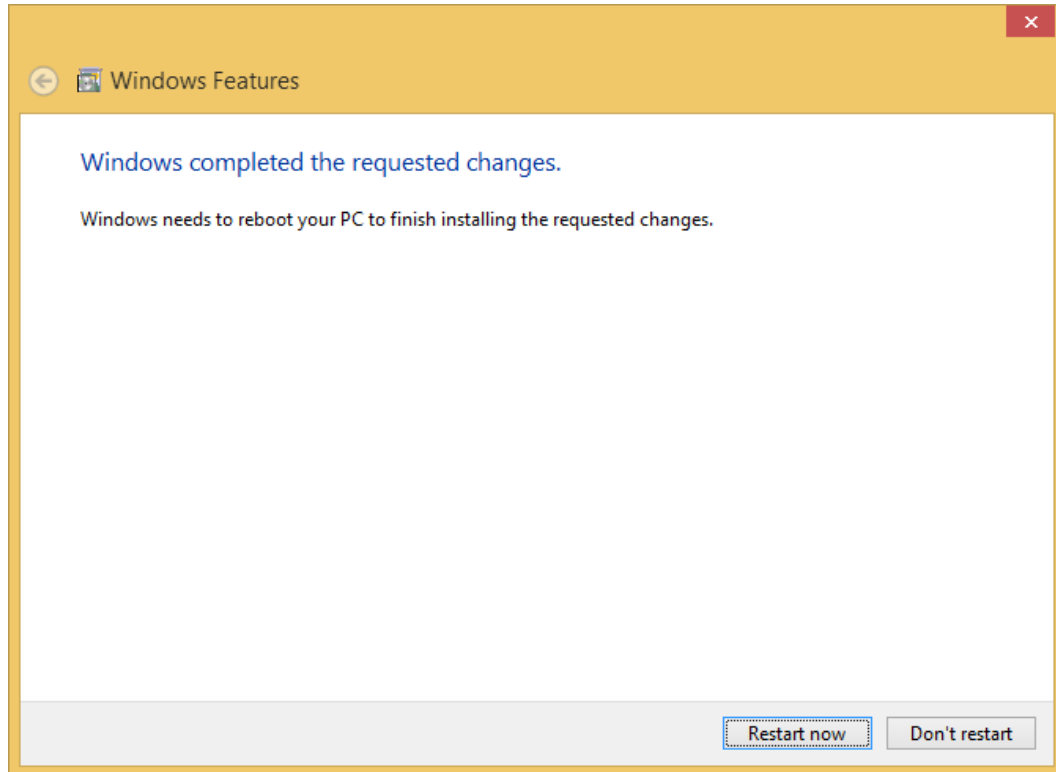 Windows Features
Windows completed the requested changes.
Windows needs to reboot your PC to finish installing the requested changes.
Restart now
Don't restart